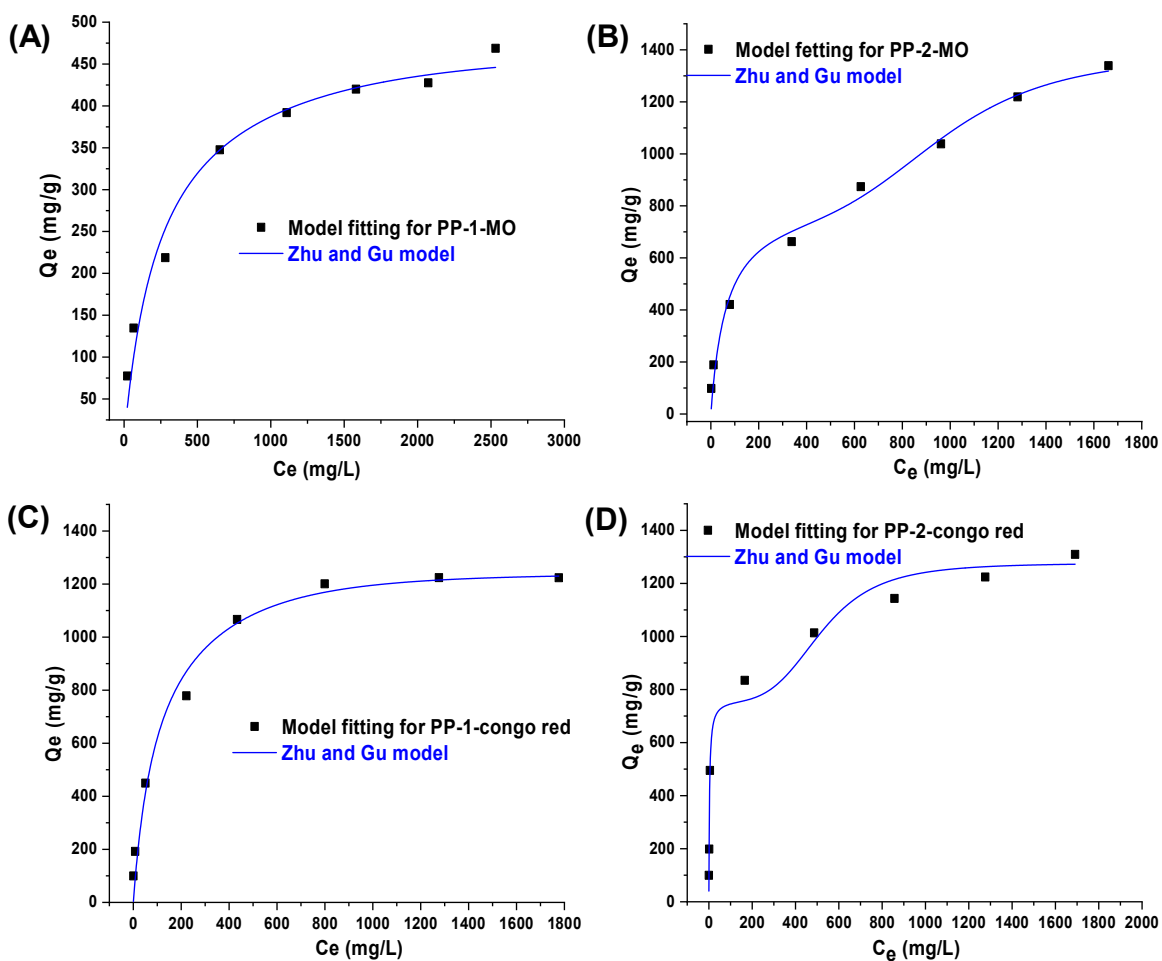 (A)
500
450
400
350
300
250
200
150
100
50
Qe (mg/g)
Model fitting for PP-1-MO
Zhu and Gu model
0 500 1000 1500 2000 2500 3000
Ce (mg/L)
(B)
1400
1200
1000
800
600
400
200
0
Qe (mg/g)
Model fetting for PP-2-MO
Zhu and Gu model
0 200 400 600 800 1000 1200 1400 1600 1800
Ce (mg/L)
(C)
1400
1200
1000
800
600
400
200
0
Qe (mg/g)
Model fitting for PP-1-congo red
Zhu and Gu model
0 200 400 600 800 1000 1200 1400 1600 1800
Ce (mg/L)
(D)
1400
1200
1000
800
600
400
200
0
Qe (mg/g)
Model fitting for PP-2-congo red
Zhu and Gu model
0 200 400 600 800 1000 1200 1400 1600 1800 2000
Ce (mg/L)